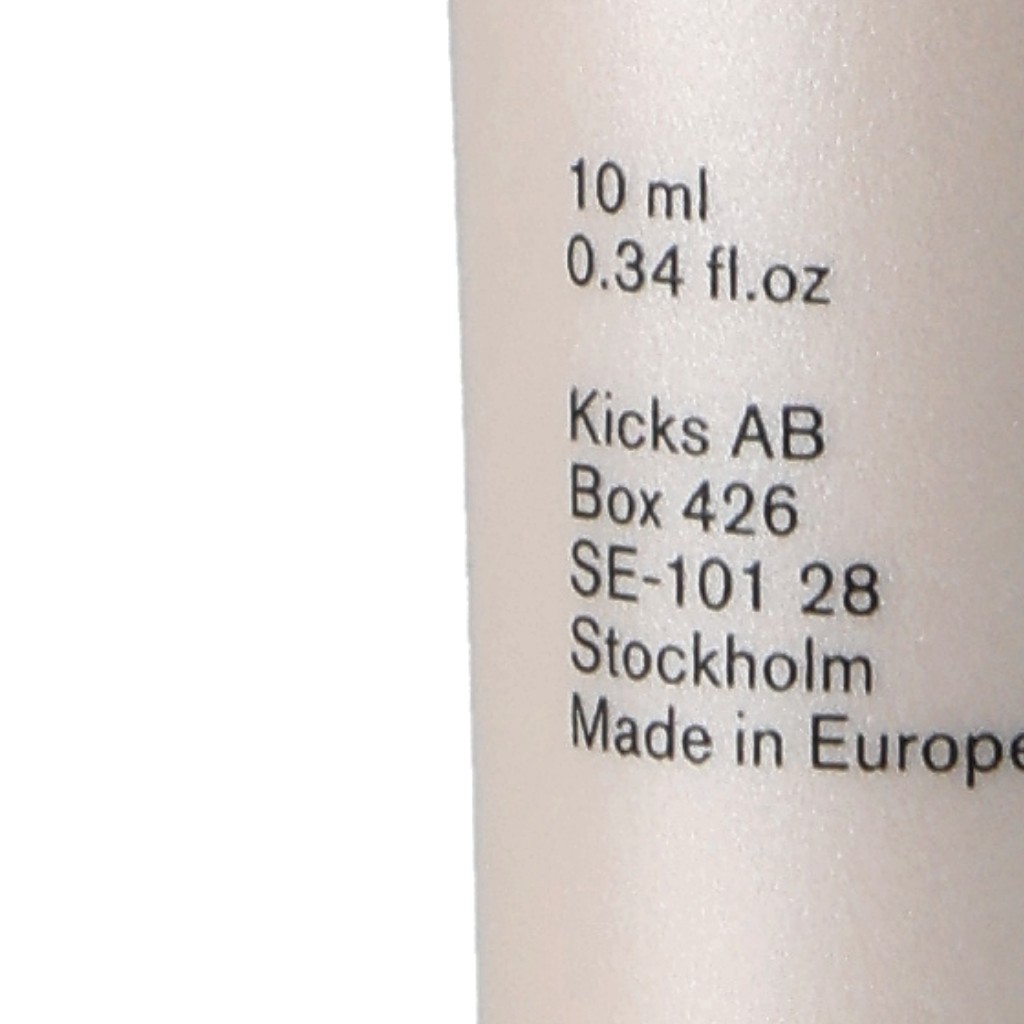 10 ml
0.34 fl.oz
Kicks AB
Box 426
SE-101 28
Stockholm
Made in Europe